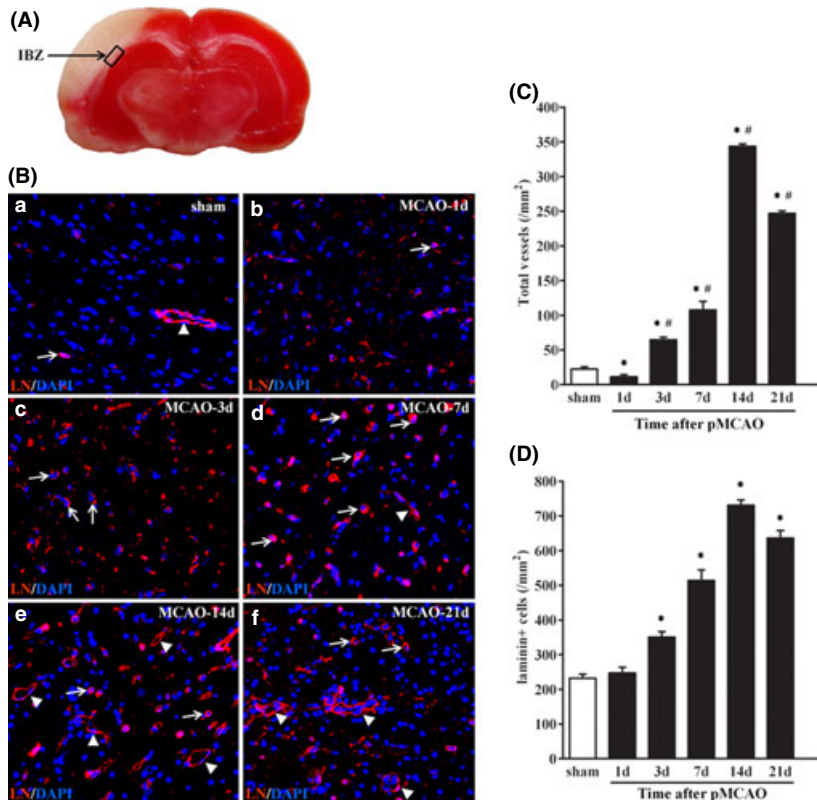 (A)
IBZ
(B)
a
sham
LN/DAPI
b
MCAO-1d
LN/DAPI
c
MCAO-3d
LN/DAPI
d
MCAO-7d
LN/DAPI
e
MCAO-14d
LN/DAPI
f
MCAO-21d
LN/DAPI
(C)
Total vessels (/mm²)
400
350
300
250
200
150
100
50
0
*
* #
* #
* #
* #
sham 1d 3d 7d 14d 21d
Time after pMCAO
(D)
laminin+ cells (/mm²)
800
700
600
500
400
300
200
100
0
*
*
*
*
sham 1d 3d 7d 14d 21d
Time after pMCAO